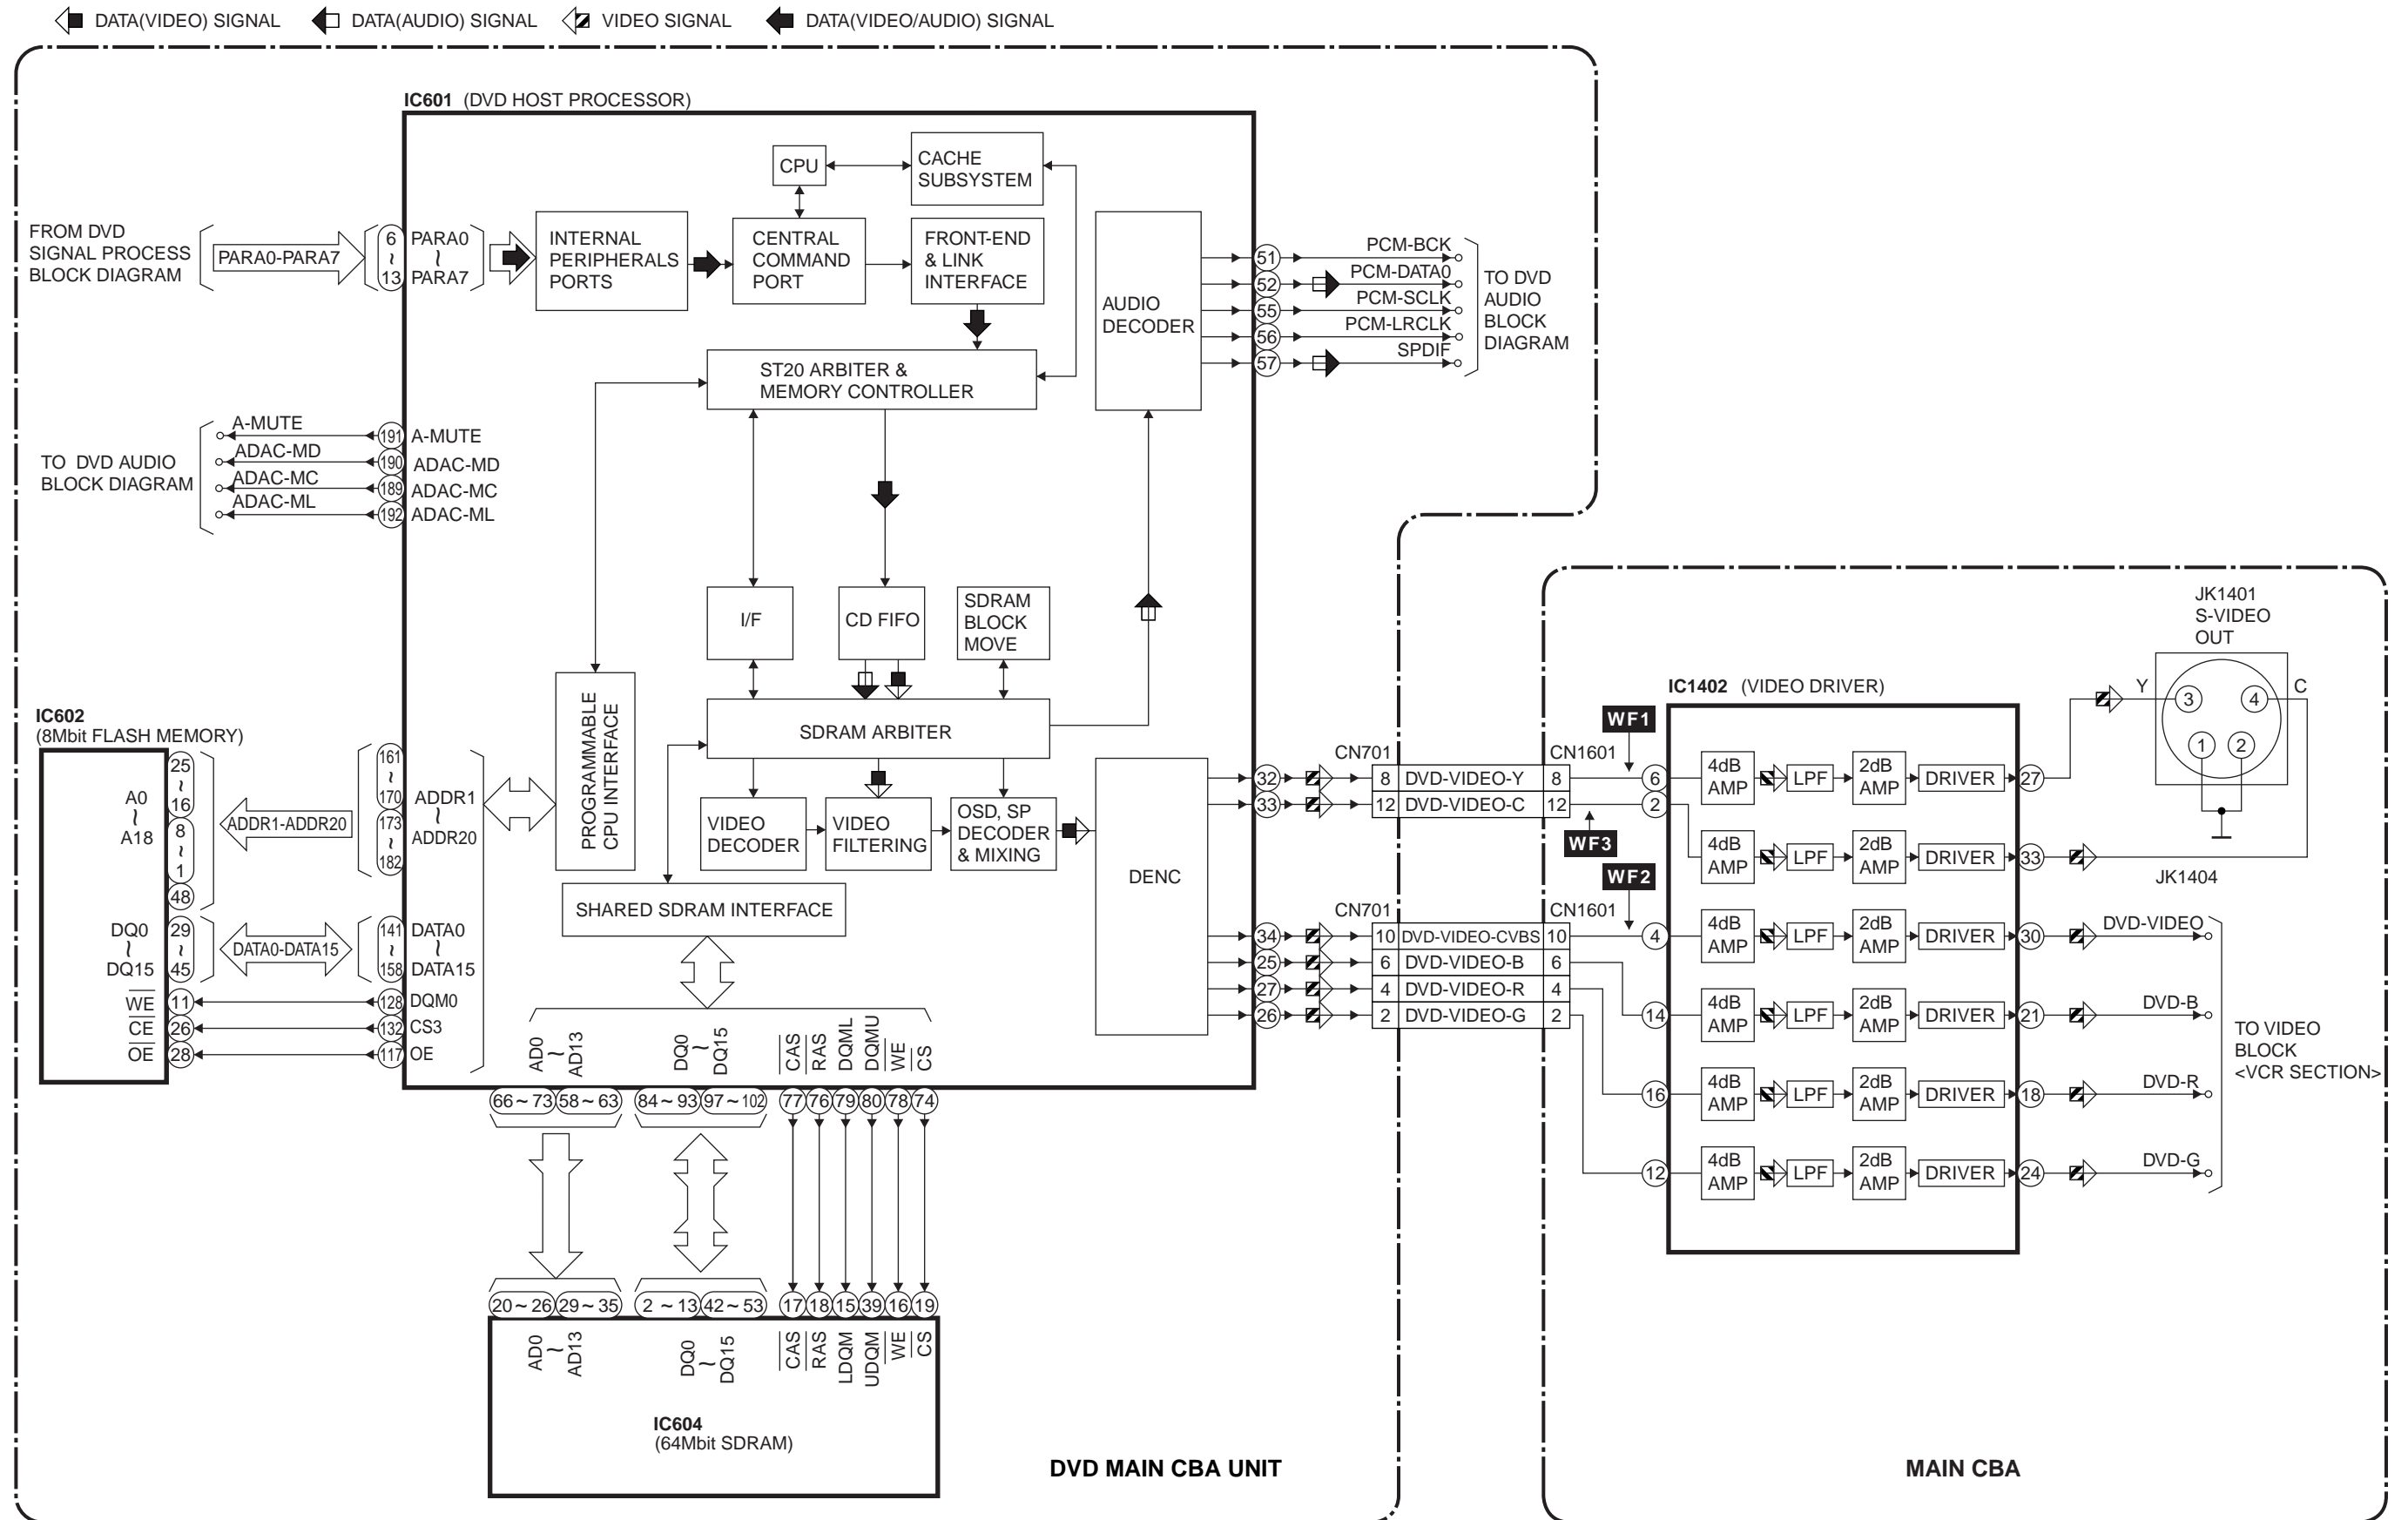 DATA(VIDEO) SIGNAL DATA(AUDIO) SIGNAL VIDEO SIGNAL DATA(VIDEO/AUDIO) SIGNAL
IC601 (DVD HOST PROCESSOR)
FROM DVD
SIGNAL PROCESS
BLOCK DIAGRAM
PARA0-PARA7
6
~
13
PARA0
~
PARA7
INTERNAL
PERIPHERALS
PORTS
CPU
CACHE
SUBSYSTEM
CENTRAL
COMMAND
PORT
FRONT-END
& LINK
INTERFACE
AUDIO
DECODER
51 PCM-BCK
52 PCM-DATA0
55 PCM-SCLK
56 PCM-LRCLK
57 SPDIF
TO DVD
AUDIO
BLOCK
DIAGRAM
ST20 ARBITER &
MEMORY CONTROLLER
TO DVD AUDIO
BLOCK DIAGRAM
A-MUTE 191 A-MUTE
ADAC-MD 190 ADAC-MD
ADAC-MC 189 ADAC-MC
ADAC-ML 192 ADAC-ML
I/F
CD FIFO
SDRAM
BLOCK
MOVE
PROGRAMMABLE
CPU INTERFACE
SDRAM ARBITER
VIDEO
DECODER
VIDEO
FILTERING
OSD, SP
DECODER
& MIXING
DENC
SHARED SDRAM INTERFACE
IC602
(8Mbit FLASH MEMORY)
A0
~
A18
25
~
16
8
~
1
48
ADDR1-ADDR20
161
~
170
173
~
182
ADDR1
~
ADDR20
DQ0
~
DQ15
29
~
45
DATA0-DATA15
141
~
158
DATA0
~
DATA15
WE 11 128 DQM0
CE 26 132 CS3
OE 28 117 OE
AD0
~
AD13
DQ0
~
DQ15
CAS
RAS
DQML
DQMU
WE
CS
66 ~ 73 58 ~ 63 84 ~ 93 97 ~ 102 77 76 79 80 78 74
20 ~ 26 29 ~ 35 2 ~ 13 42 ~ 53 17 18 15 39 16 19
AD0
~
AD13
DQ0
~
DQ15
CAS
RAS
LDQM
UDQM
WE
CS
IC604
(64Mbit SDRAM)
DVD MAIN CBA UNIT
CN701 CN1601
32 8 DVD-VIDEO-Y 8
33 12 DVD-VIDEO-C 12
CN701 CN1601
34 10 DVD-VIDEO-CVBS 10
25 6 DVD-VIDEO-B 6
27 4 DVD-VIDEO-R 4
26 2 DVD-VIDEO-G 2
WF1
WF3
WF2
IC1402 (VIDEO DRIVER)
6 4dB AMP LPF 2dB AMP DRIVER 27
2 4dB AMP LPF 2dB AMP DRIVER 33
4 4dB AMP LPF 2dB AMP DRIVER 30
14 4dB AMP LPF 2dB AMP DRIVER 21
16 4dB AMP LPF 2dB AMP DRIVER 18
12 4dB AMP LPF 2dB AMP DRIVER 24
JK1401
S-VIDEO
OUT
Y 3 4 C
1 2
JK1404
DVD-VIDEO
DVD-B
DVD-R
DVD-G
TO VIDEO
BLOCK
<VCR SECTION>
MAIN CBA